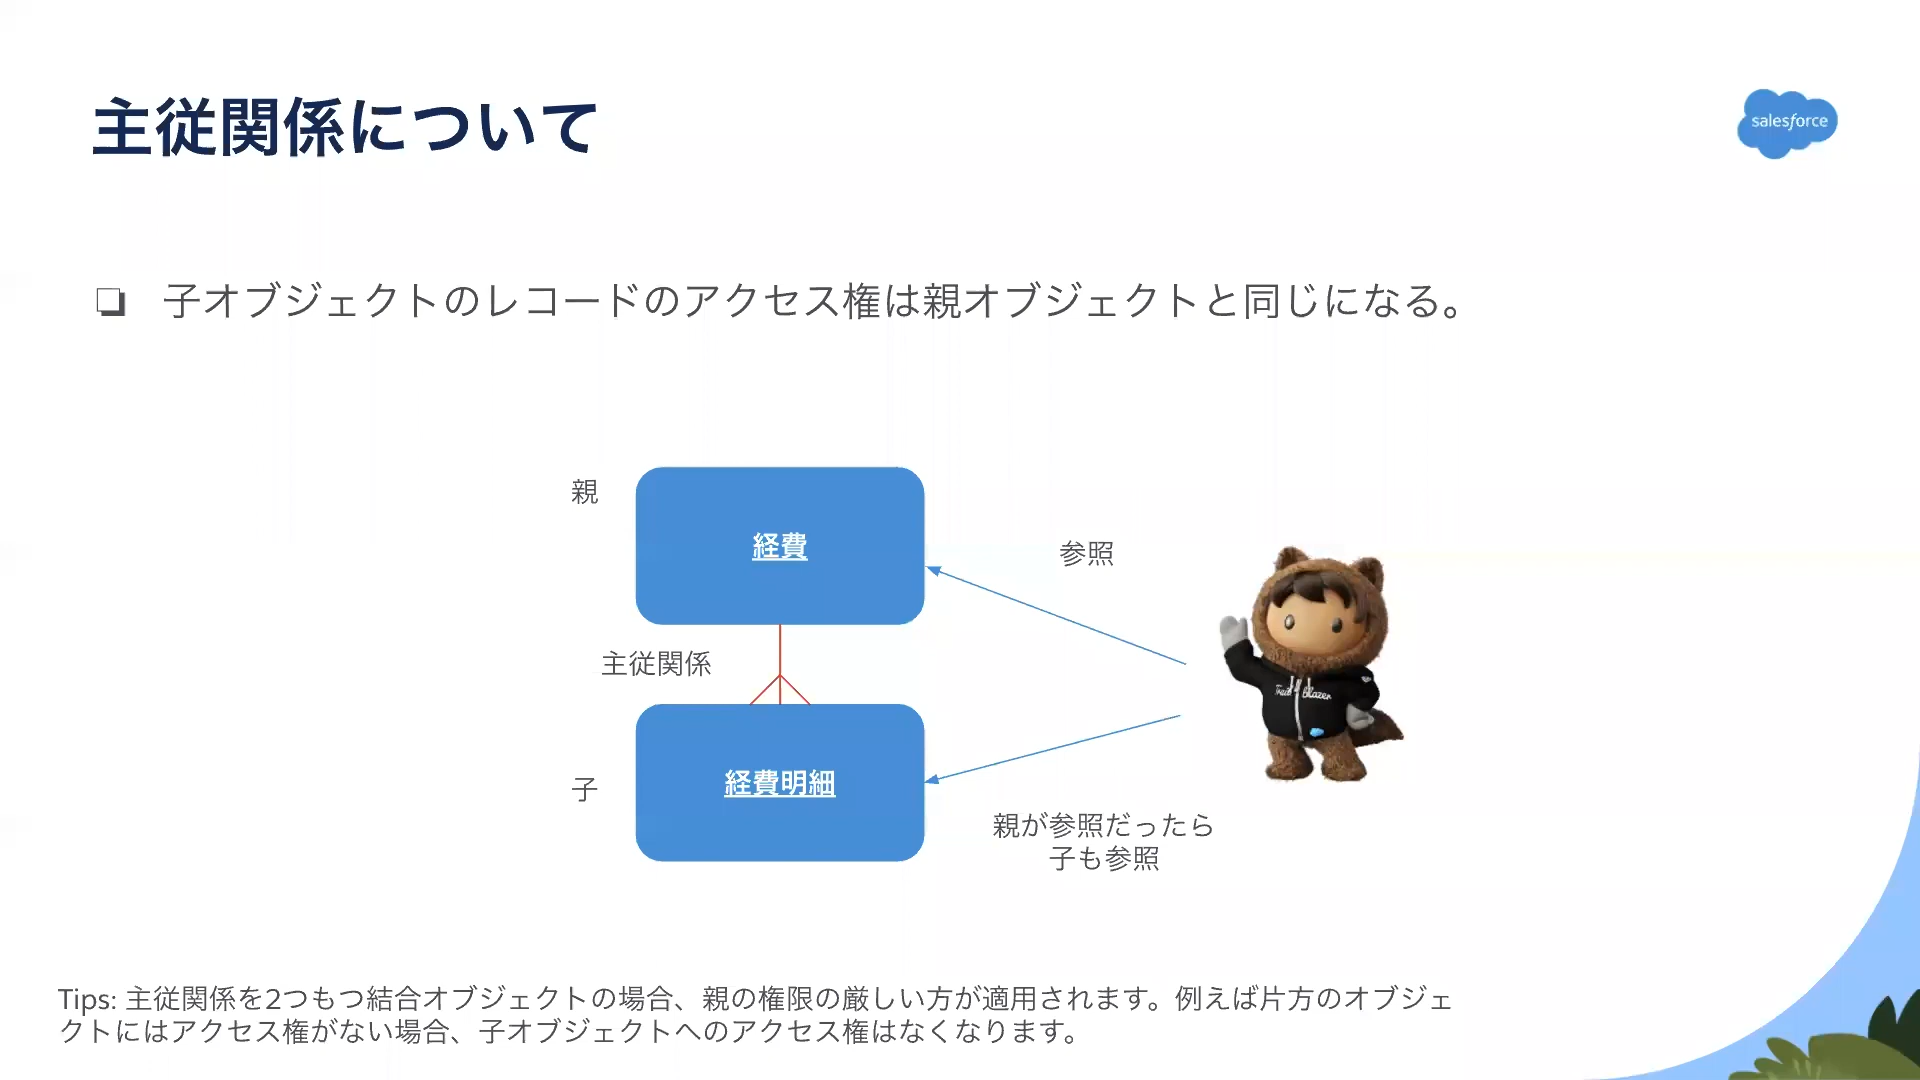 主従関係について
salesforce
子オブジェクトのレコードのアクセス権は親オブジェクトと同じになる。
親
経費
参照
主従関係
子
経費明細
親が参照だったら
子も参照
Tips: 主従関係を2つもつ結合オブジェクトの場合、親の権限の厳しい方が適用されます。例えば片方のオブジェ
クトにはアクセス権がない場合、子オブジェクトへのアクセス権はなくなります。